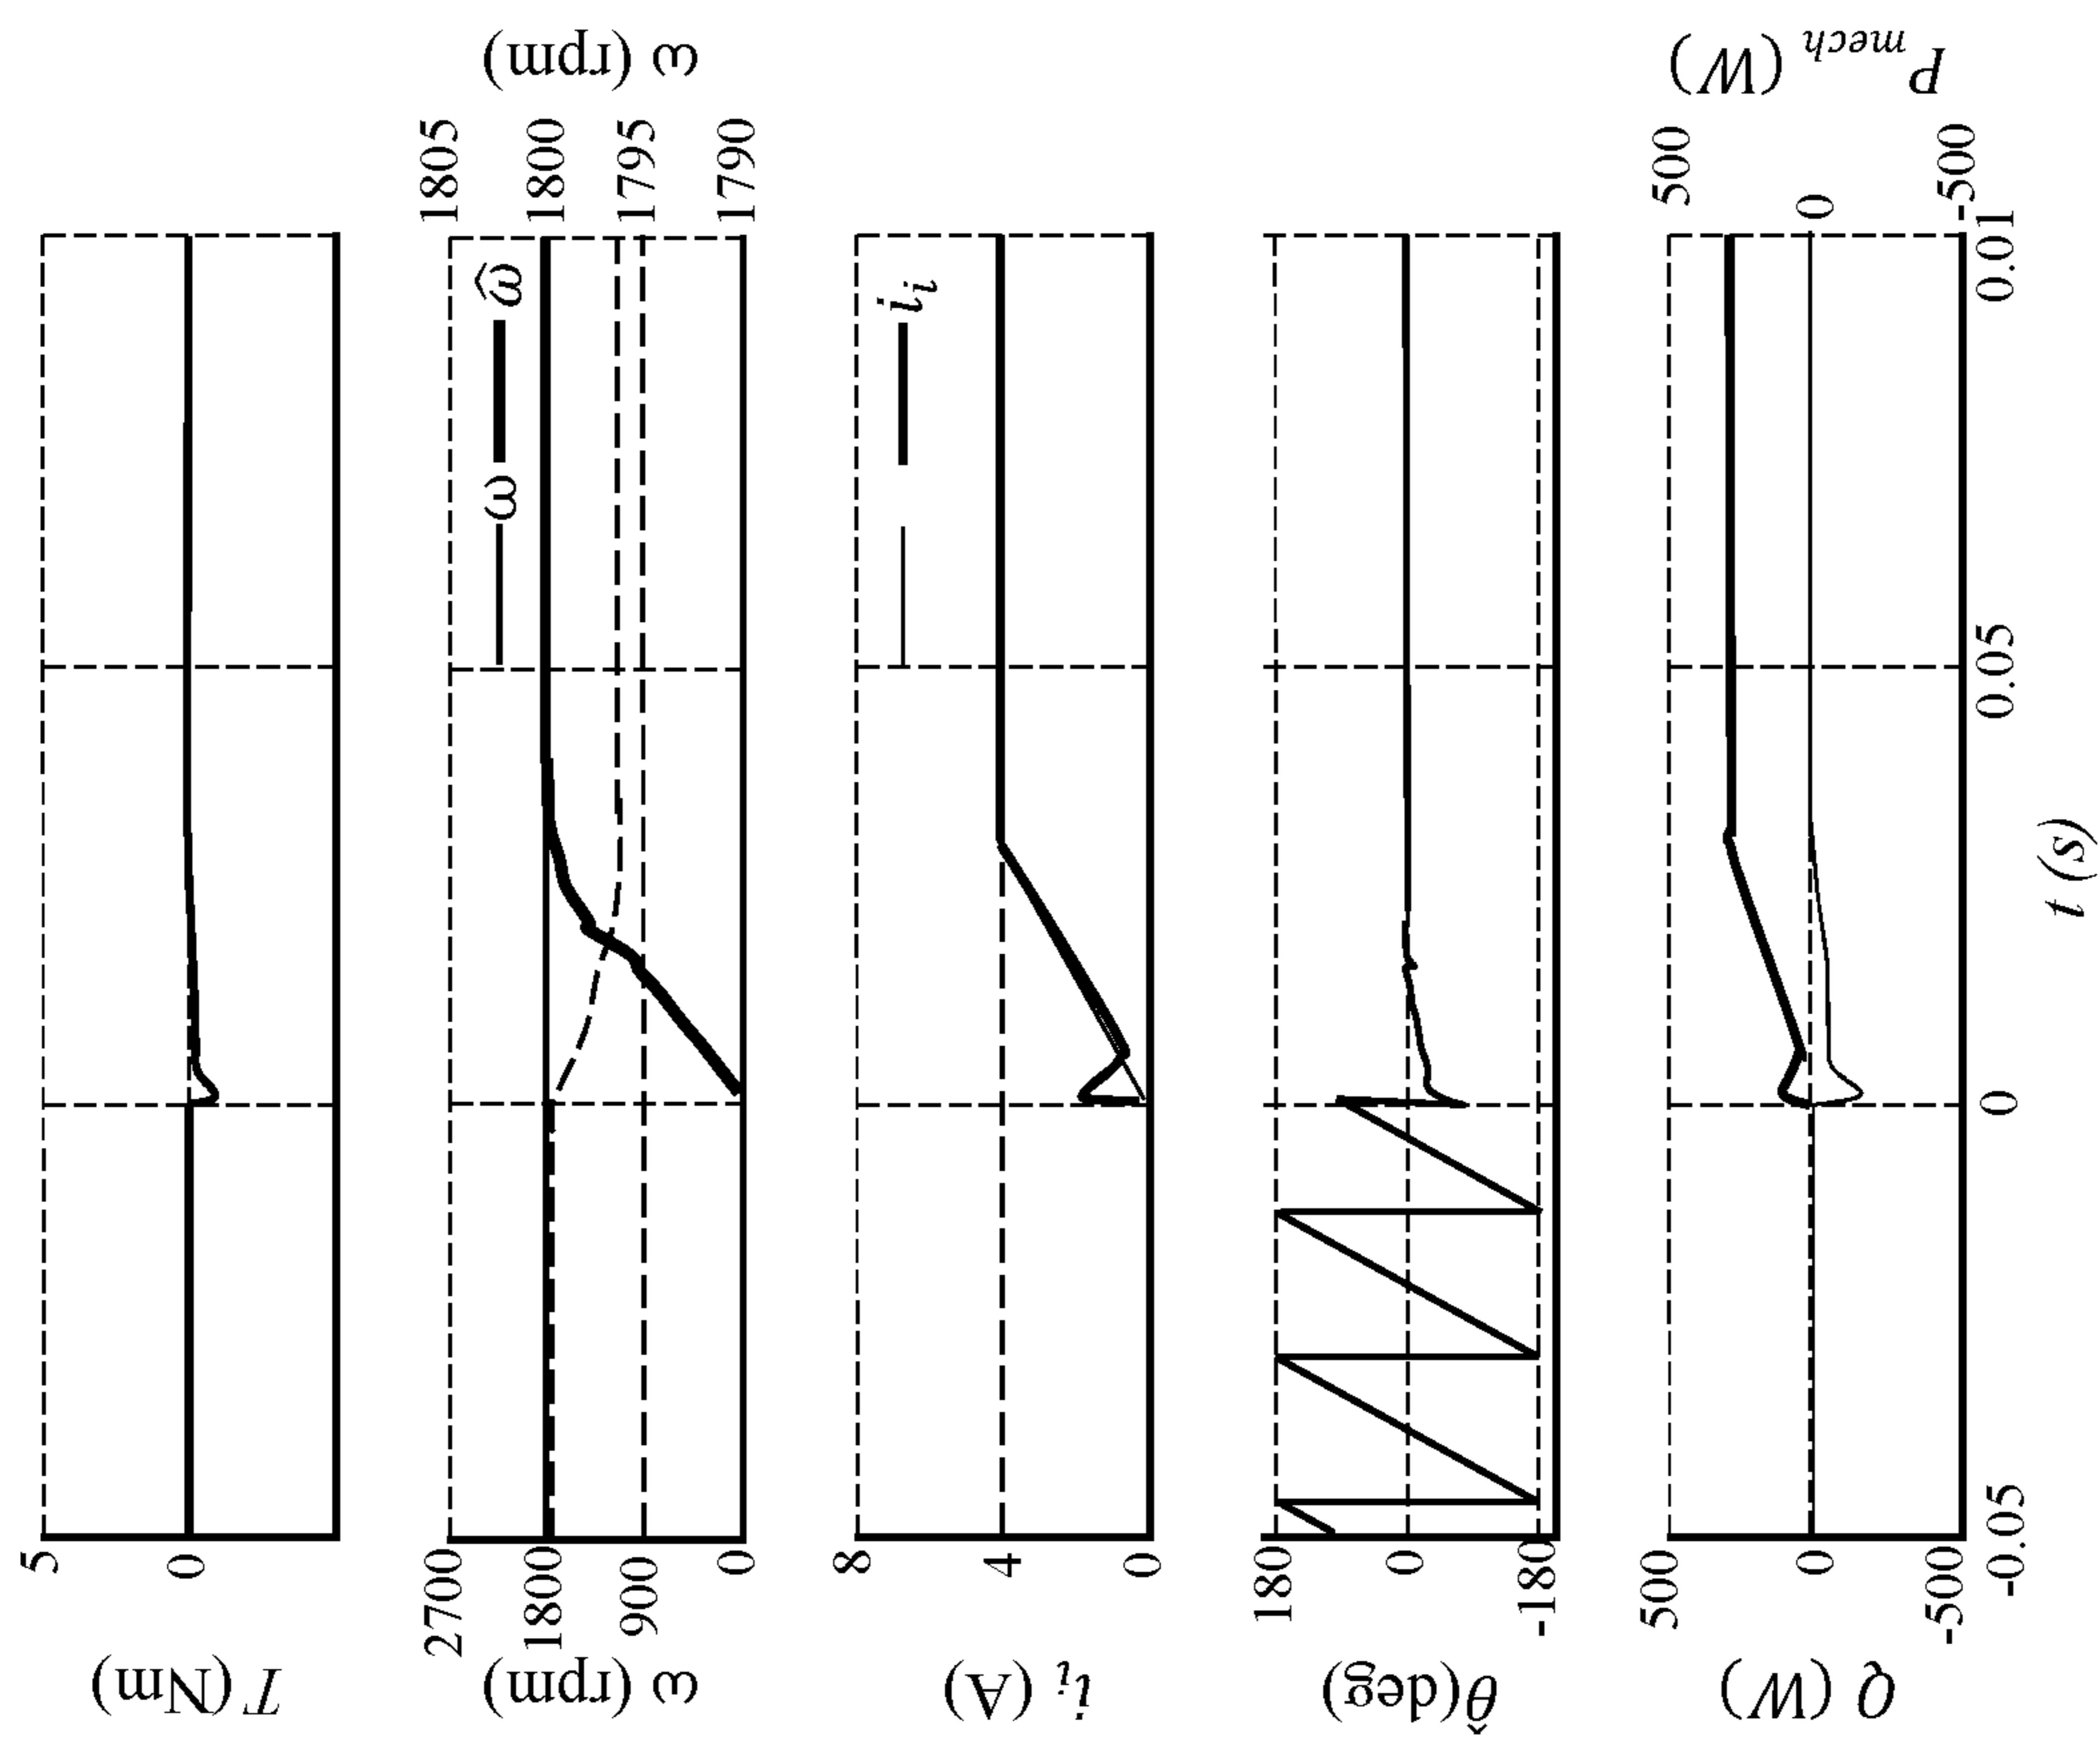 T(Nm)
5
0
ω (rpm)
2700
1800
900
0
ω
ω̂
1805
1800
1795
1790
ω (rpm)
i_i (A)
8
4
0
i_i
θ̂(deg)
180
0
-180
Q (W)
500
0
-500
500
0
-500
P_mech (W)
-0.05
0
0.05
0.01
t (s)